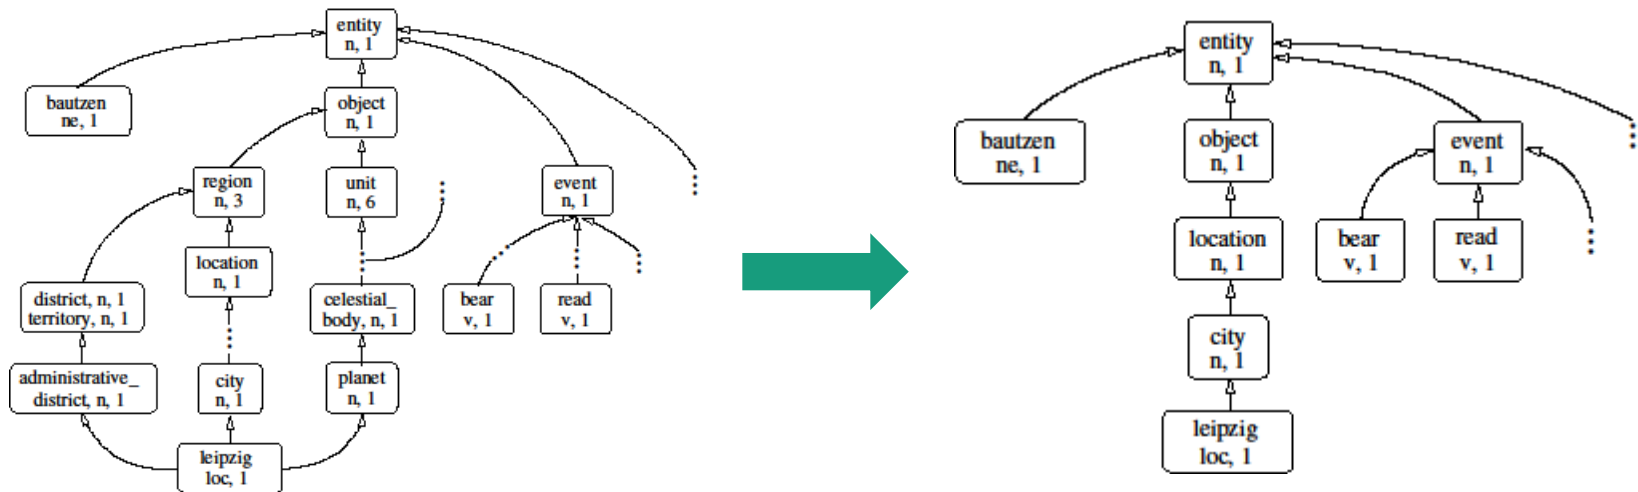 entity
n, 1
bautzen
ne, 1
object
n, 1
region
n, 3
unit
n, 6
event
n, 1
location
n, 1
district, n, 1
territory, n, 1
celestial_
body, n, 1
bear
v, 1
read
v, 1
administrative_
district, n, 1
city
n, 1
planet
n, 1
leipzig
loc, 1
entity
n, 1
bautzen
ne, 1
object
n, 1
event
n, 1
location
n, 1
bear
v, 1
read
v, 1
city
n, 1
leipzig
loc, 1